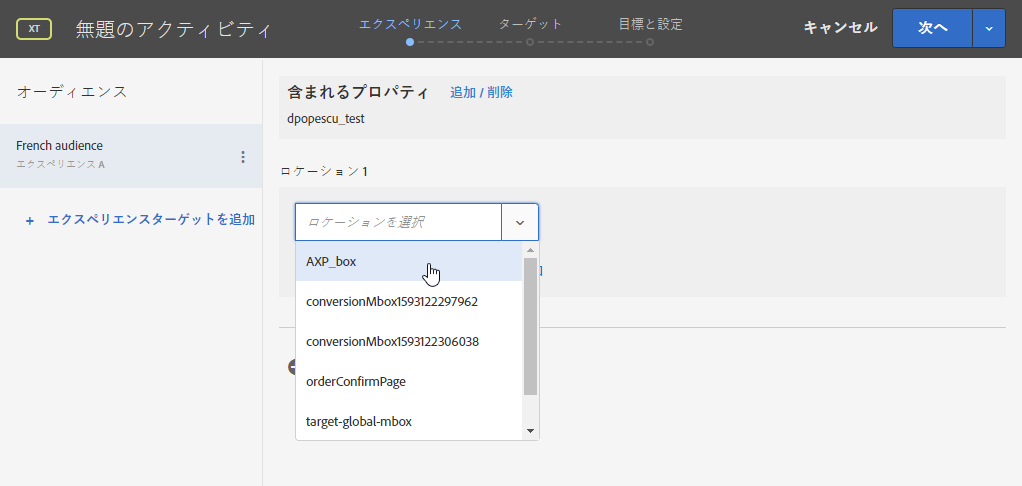 XT
無題のアクティビティ
エクスペリエンス
ターゲット
目標と設定
キャンセル
次へ
オーディエンス
French audience
エクスペリエンス A
+ エクスペリエンスターゲットを追加
含まれるプロパティ
追加 / 削除
dpopescu_test
ロケーション 1
ロケーションを選択
AXP_box
conversionMbox1593122297962
conversionMbox1593122306038
orderConfirmPage
target-global-mbox